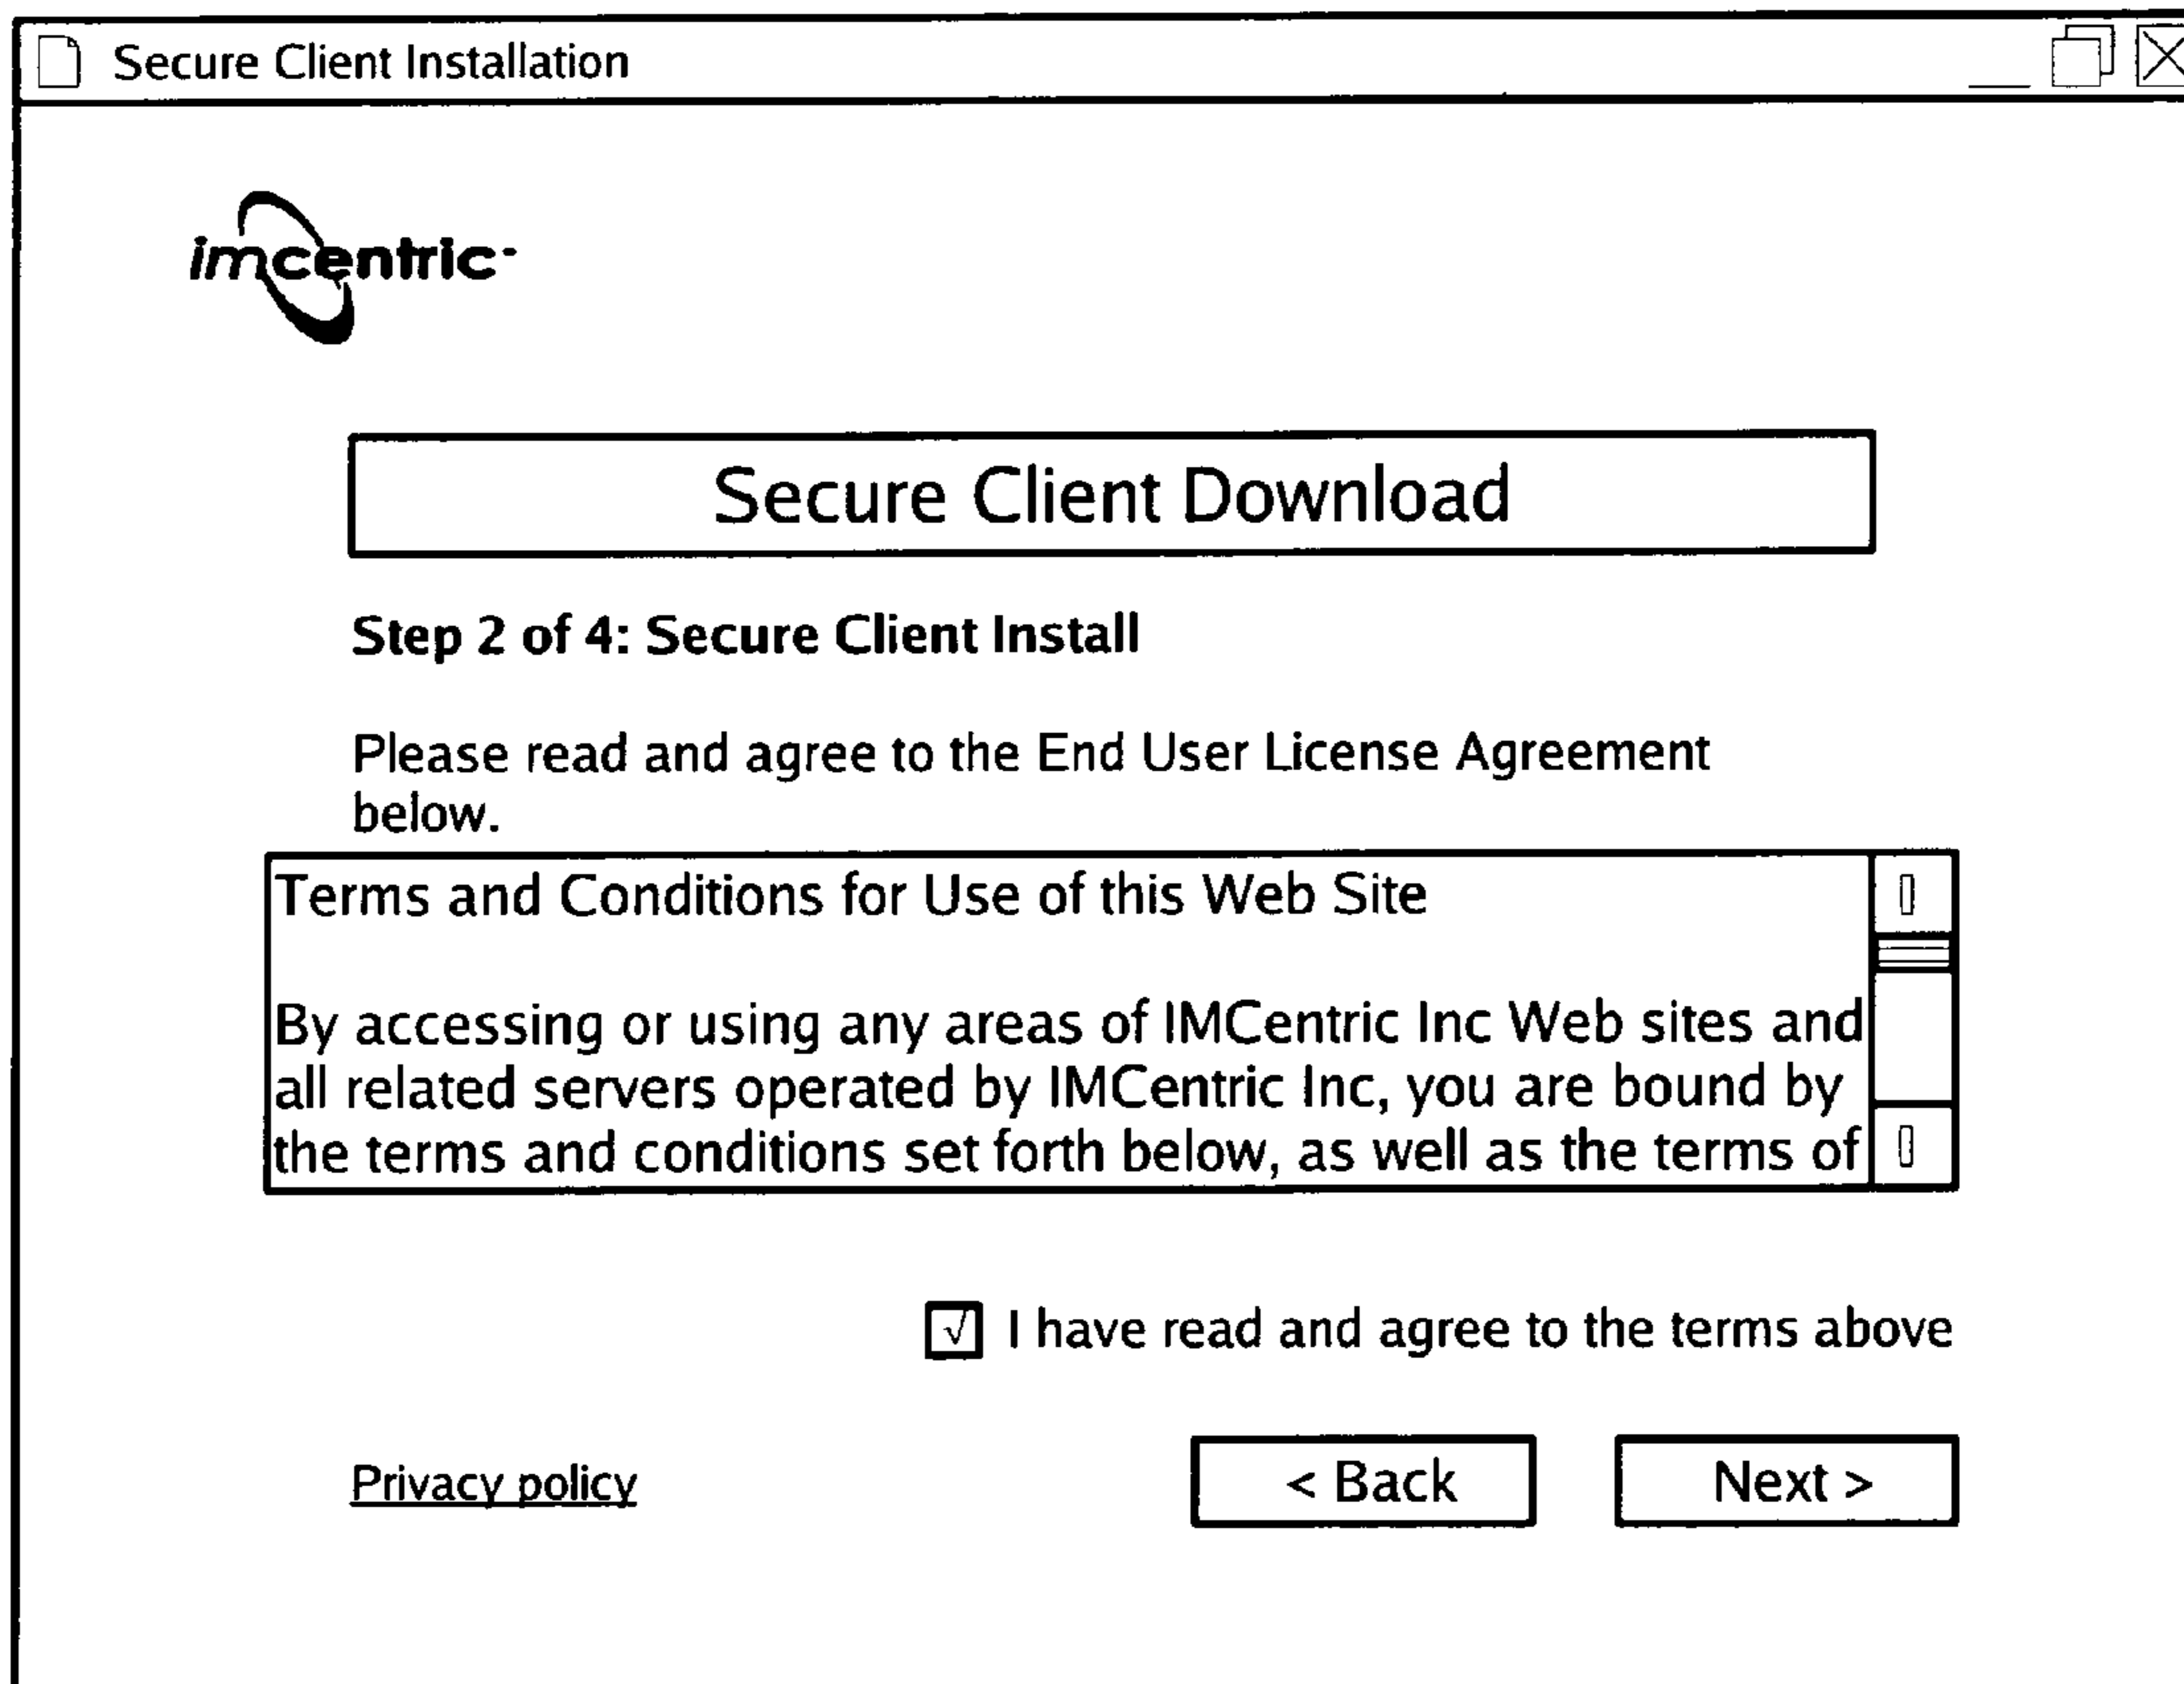 Secure Client Installation
imcentric
Secure Client Download
Step 2 of 4: Secure Client Install
Please read and agree to the End User License Agreement
below.
Terms and Conditions for Use of this Web Site
By accessing or using any areas of IMCentric Inc Web sites and
all related servers operated by IMCentric Inc, you are bound by
the terms and conditions set forth below, as well as the terms of
√ I have read and agree to the terms above
Privacy policy
< Back
Next >